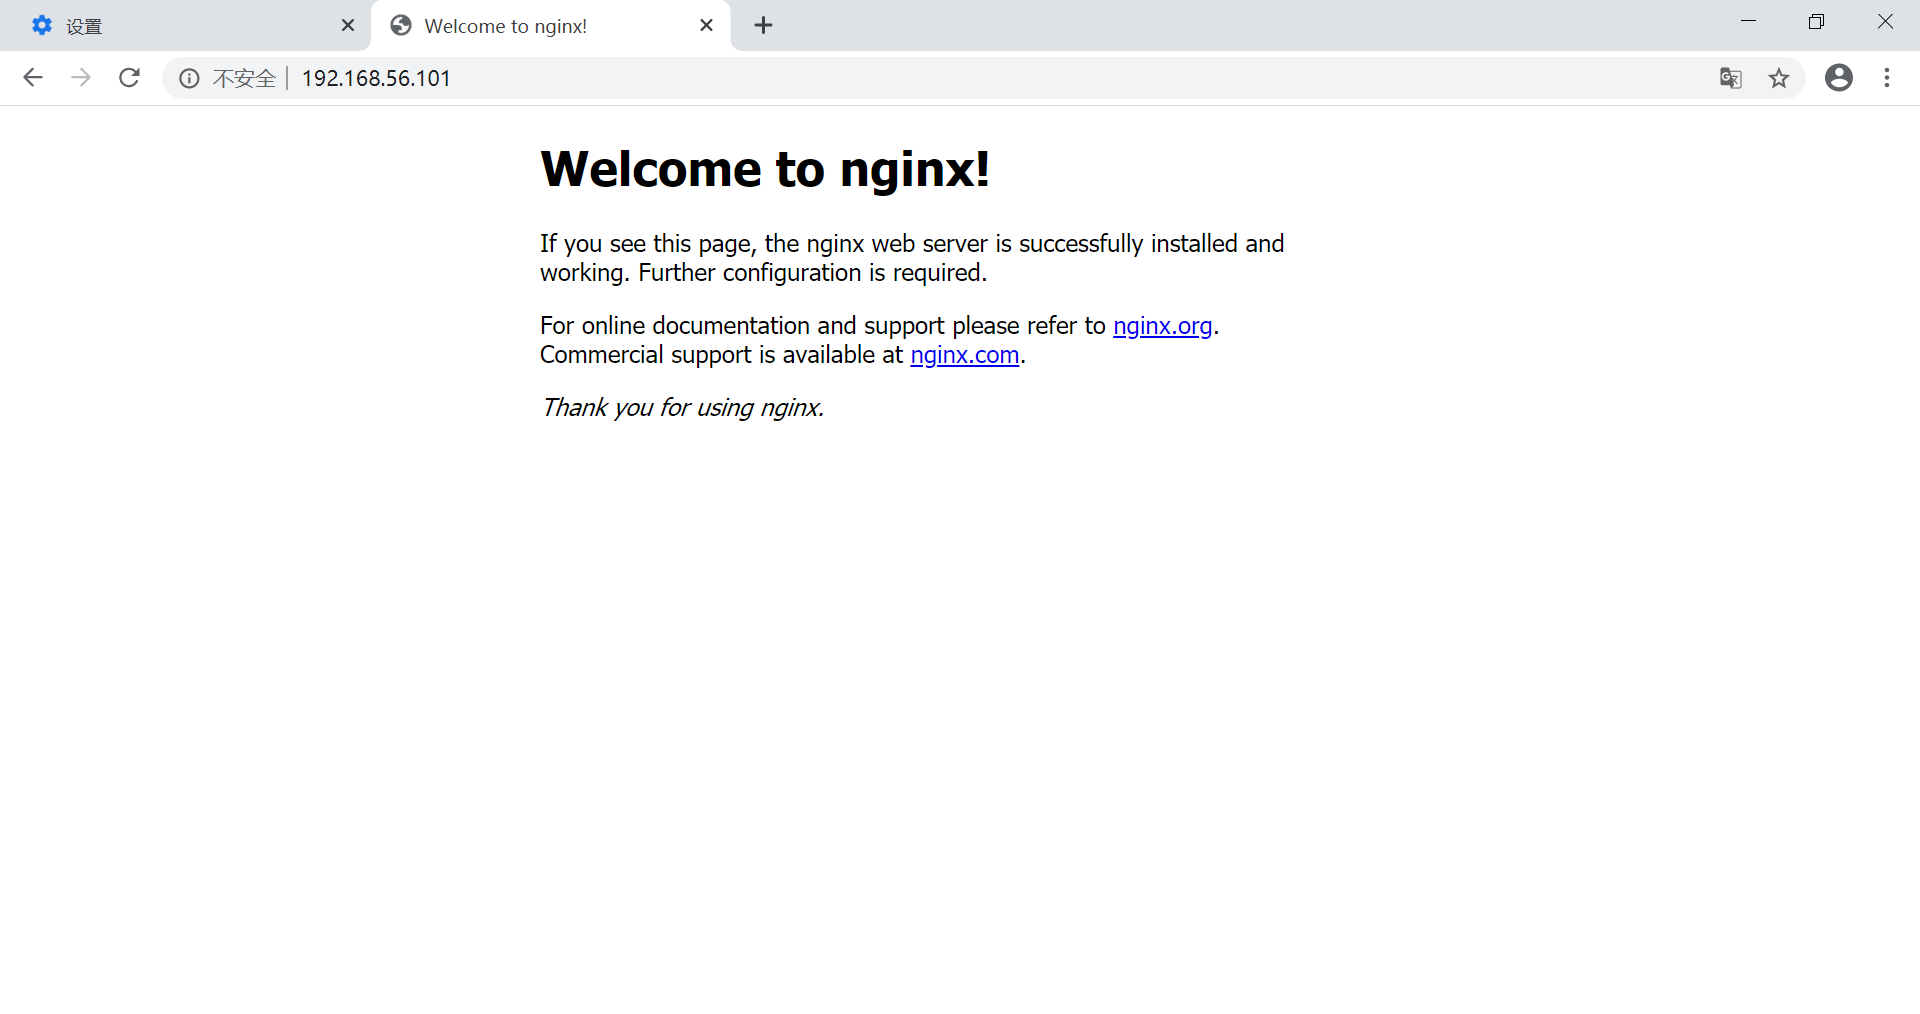 设置
Welcome to nginx!
不安全
192.168.56.101
Welcome to nginx!
If you see this page, the nginx web server is successfully installed and
working. Further configuration is required.
For online documentation and support please refer to nginx.org.
Commercial support is available at nginx.com.
Thank you for using nginx.